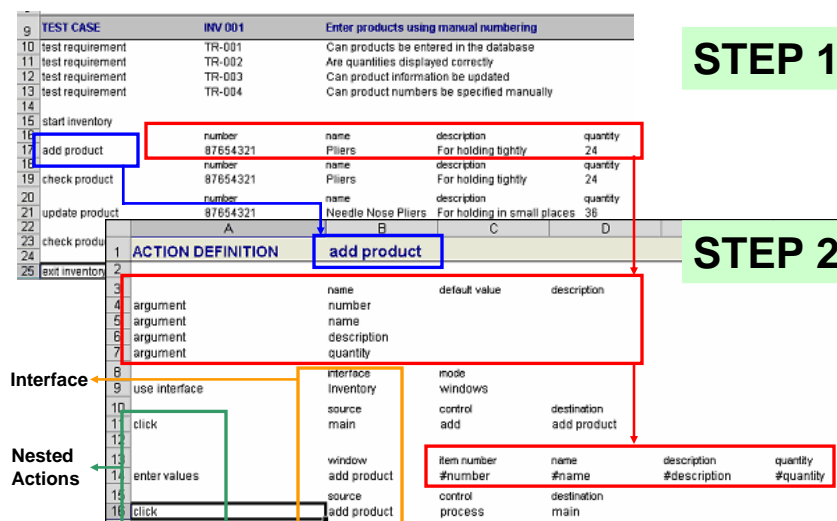 9 TEST CASE INV 001 Enter products using manual numbering
10 test requirement TR-001 Can products be entered in the database
11 test requirement TR-002 Are quantities displayed correctly
12 test requirement TR-003 Can product information be updated
13 test requirement TR-004 Can product numbers be specified manually
STEP 1
14
15 start inventory
16 number name description quantity
17 add product 87654321 Pliers For holding tightly 24
18 number name description quantity
19 check product 87654321 Pliers For holding tightly 24
20 number name description quantity
21 update product 87654321 Needle Nose Pliers For holding in small places 36
22
23 check produ
24
25 exit inventory
A B C D
1 ACTION DEFINITION add product
STEP 2
2
3 name default value description
4 argument number
5 argument name
6 argument description
7 argument quantity
8 interface mode
9 use interface Inventory windows
Interface
10 source control destination
11 click main add add product
12
13 window item number name description quantity
14 enter values add product #number #name #description #quantity
Nested
Actions
15 source control destination
16 click add product process main